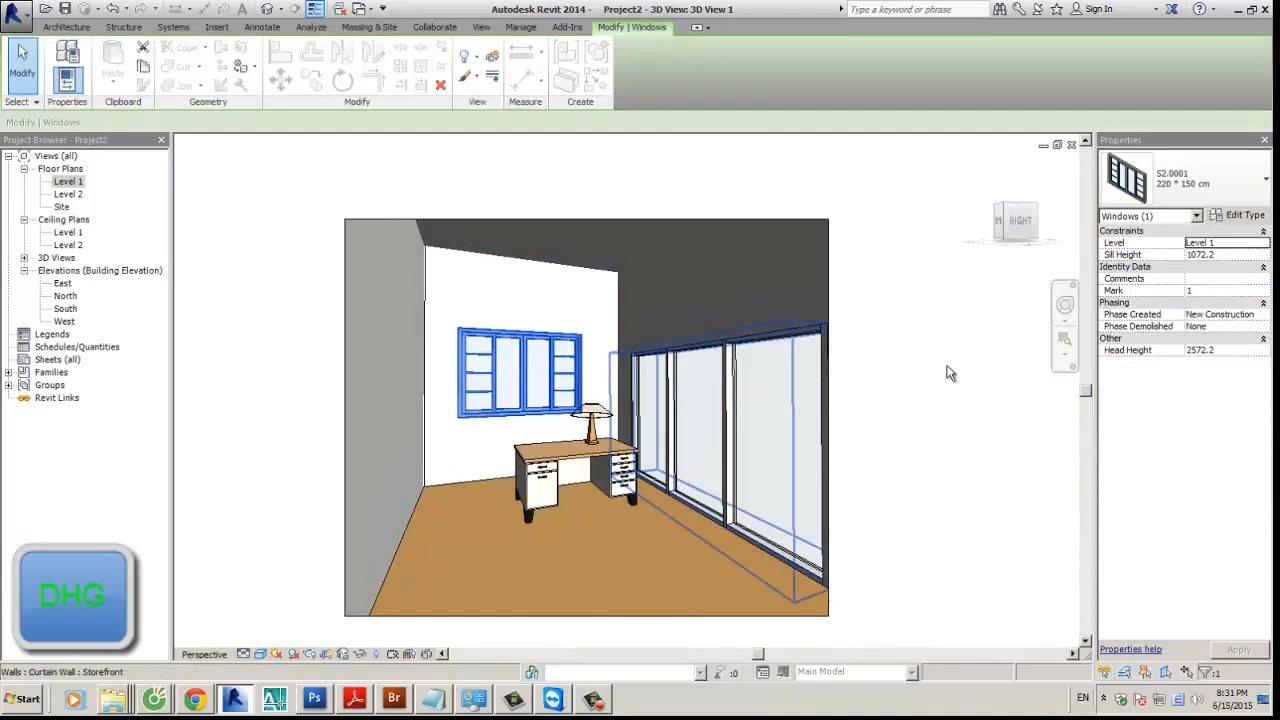 Autodesk Revit 2014 - Project2 - 3D View: 3D View 1
Type a keyword or phrase
Sign In
Architecture
Structure
Systems
Insert
Annotate
Analyze
Massing & Site
Collaborate
View
Manage
Add-Ins
Modify | Windows
Modify
Paste
Cope
Cut
Join
Select
Properties
Clipboard
Geometry
Modify
View
Measure
Create
Modify | Windows
Project Browser - Project2
Views (all)
Floor Plans
Level 1
Level 2
Site
Ceiling Plans
Level 1
Level 2
3D Views
Elevations (Building Elevation)
East
North
South
West
Legends
Schedules/Quantities
Sheets (all)
Families
Groups
Revit Links
RIGHT
Properties
S2.0001
220 * 150 cm
Windows (1)
Edit Type
Constraints
Level
Level 1
Sill Height
1072.2
Identity Data
Comments
Mark
1
Phasing
Phase Created
New Construction
Phase Demolished
None
Other
Head Height
2572.2
Properties help
Apply
DHG
Perspective
Walls : Curtain Wall : Storefront
:0
Main Model
:1
Start
Ps
Br
EN
8:31 PM
6/15/2015